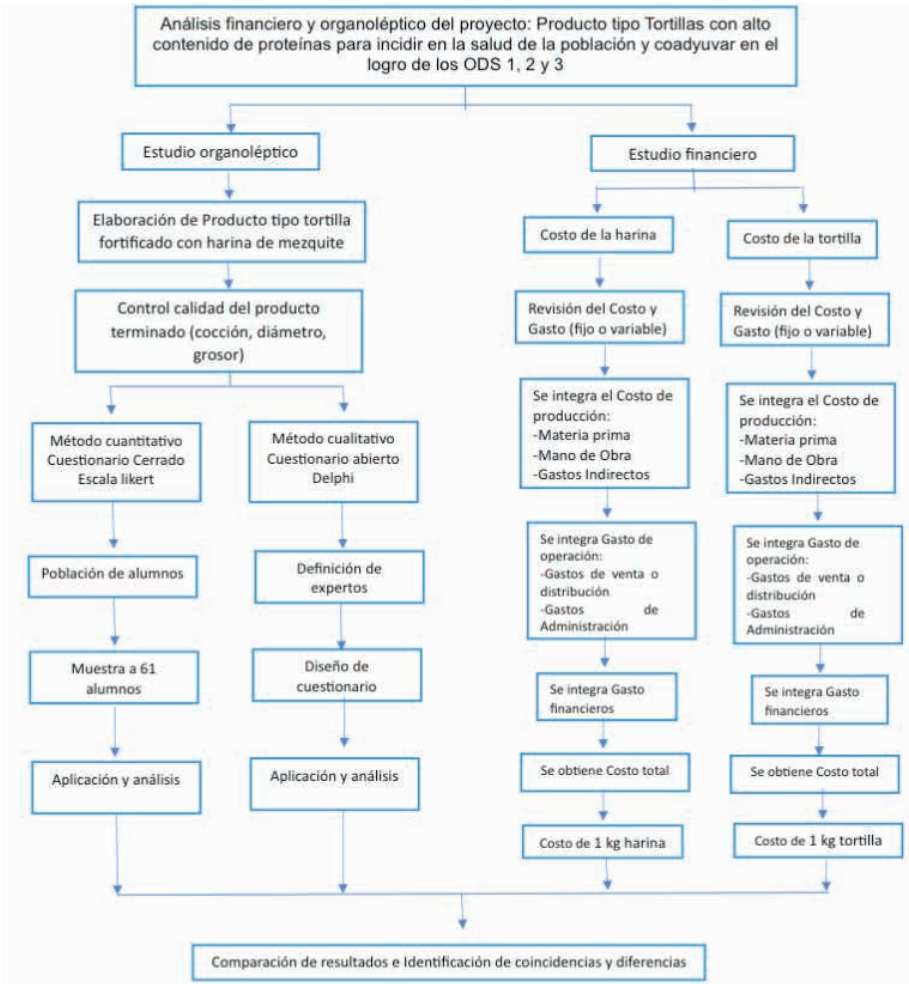 Análisis financiero y organoléptico del proyecto: Producto tipo Tortillas con alto
contenido de proteínas para incidir en la salud de la población y coadyuvar en el
logro de los ODS 1, 2 y 3
Estudio organoléptico
Elaboración de Producto tipo tortilla
fortificado con harina de mezquite
Control calidad del producto
terminado (cocción, diámetro,
grosor)
Método cuantitativo
Cuestionario Cerrado
Escala likert
Población de alumnos
Muestra a 61
alumnos
Aplicación y análisis
Método cualitativo
Cuestionario abierto
Delphi
Definición de
expertos
Diseño de
cuestionario
Aplicación y análisis
Estudio financiero
Costo de la harina
Revisión del Costo y
Gasto (fijo o variable)
Se integra el Costo de
producción:
-Materia prima
-Mano de Obra
-Gastos Indirectos
Se integra Gasto de
operación:
-Gastos de venta o
distribución
-Gastos de
Administración
Se integra Gasto
financieros
Se obtiene Costo total
Costo de 1 kg harina
Costo de la tortilla
Revisión del Costo y
Gasto (fijo o variable)
Se integra el Costo de
producción:
-Materia prima
-Mano de Obra
-Gastos Indirectos
Se integra Gasto de
operación:
-Gastos de venta o
distribución
-Gastos de
Administración
Se integra Gasto
financieros
Se obtiene Costo total
Costo de 1 kg tortilla
Comparación de resultados e Identificación de coincidencias y diferencias